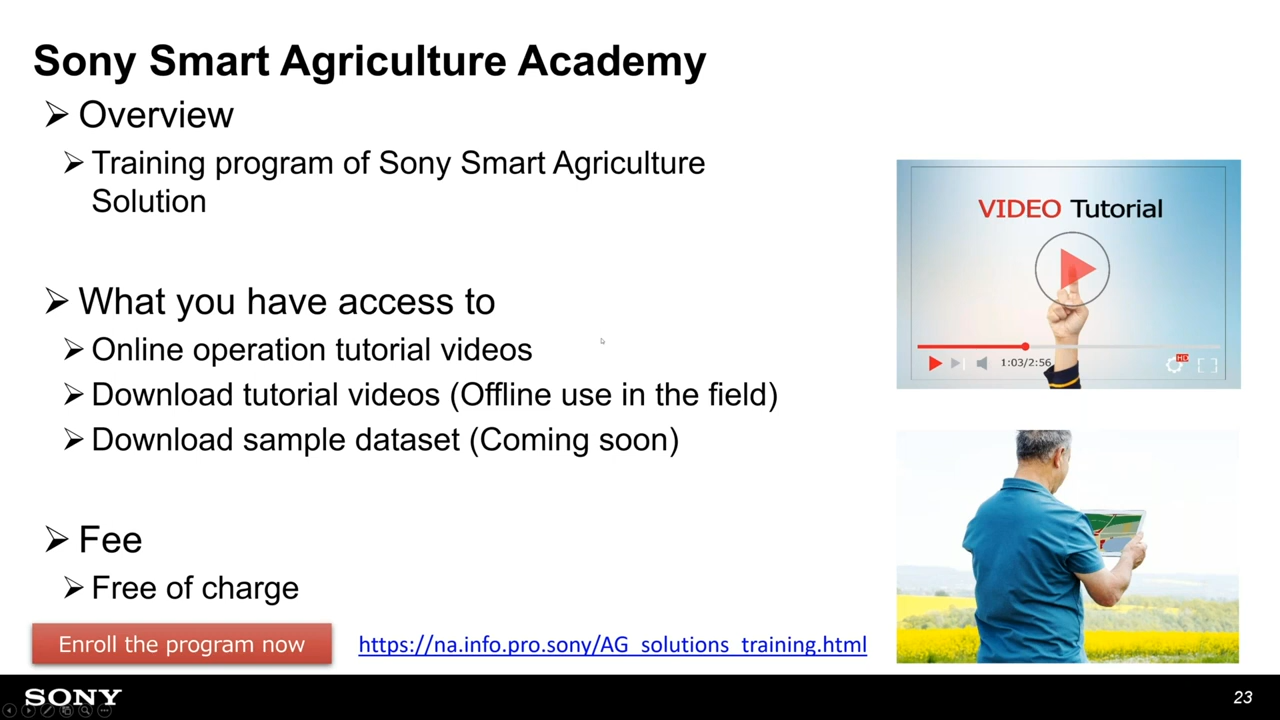 Sony Smart Agriculture Academy
Overview
Training program of Sony Smart Agriculture
Solution
What you have access to
Online operation tutorial videos
Download tutorial videos (Offline use in the field)
Download sample dataset (Coming soon)
Fee
Free of charge
Enroll the program now
https://na.info.pro.sony/AG_solutions_training.html
VIDEO Tutorial
1:03/2:56
HD
SONY
23